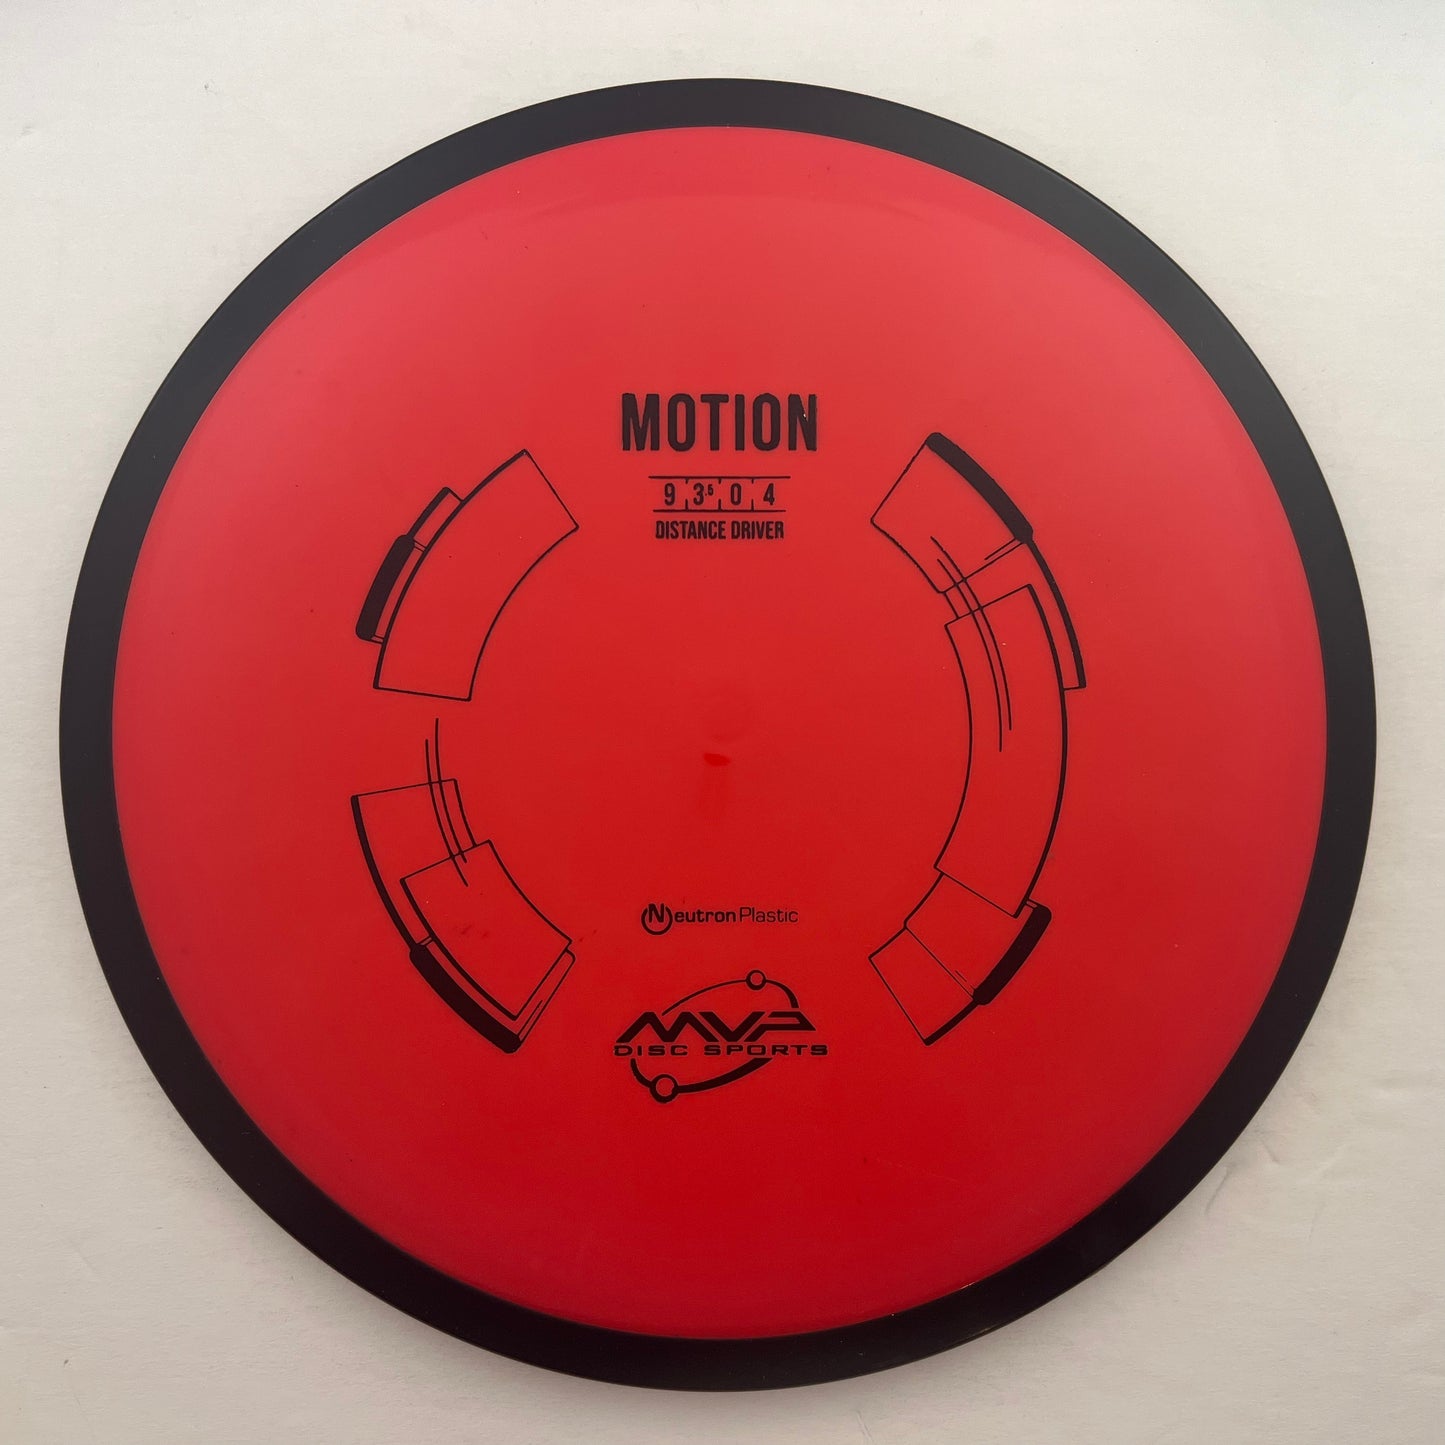 MOTION
9 3.5 0 4
DISTANCE DRIVER
Neutron Plastic
MVP
DISC SPORTS